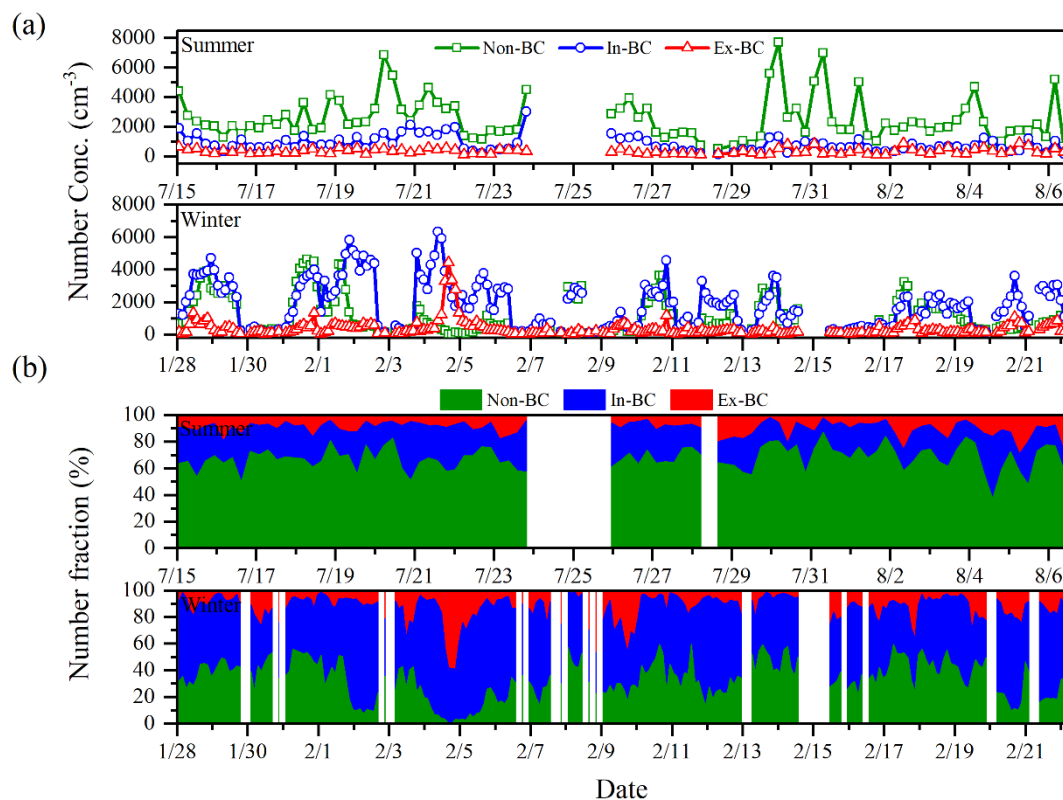 (a)
Number Conc. (cm⁻³)
8000
6000
4000
2000
0
Summer
Non-BC In-BC Ex-BC
7/15 7/17 7/19 7/21 7/23 7/25 7/27 7/29 7/31 8/2 8/4 8/6
8000
6000
4000
2000
0
Winter
1/28 1/30 2/1 2/3 2/5 2/7 2/9 2/11 2/13 2/15 2/17 2/19 2/21
(b)
Non-BC In-BC Ex-BC
Number fraction (%)
100
80
60
40
20
0
Summer
7/15 7/17 7/19 7/21 7/23 7/25 7/27 7/29 7/31 8/2 8/4 8/6
100
80
60
40
20
0
Winter
1/28 1/30 2/1 2/3 2/5 2/7 2/9 2/11 2/13 2/15 2/17 2/19 2/21
Date